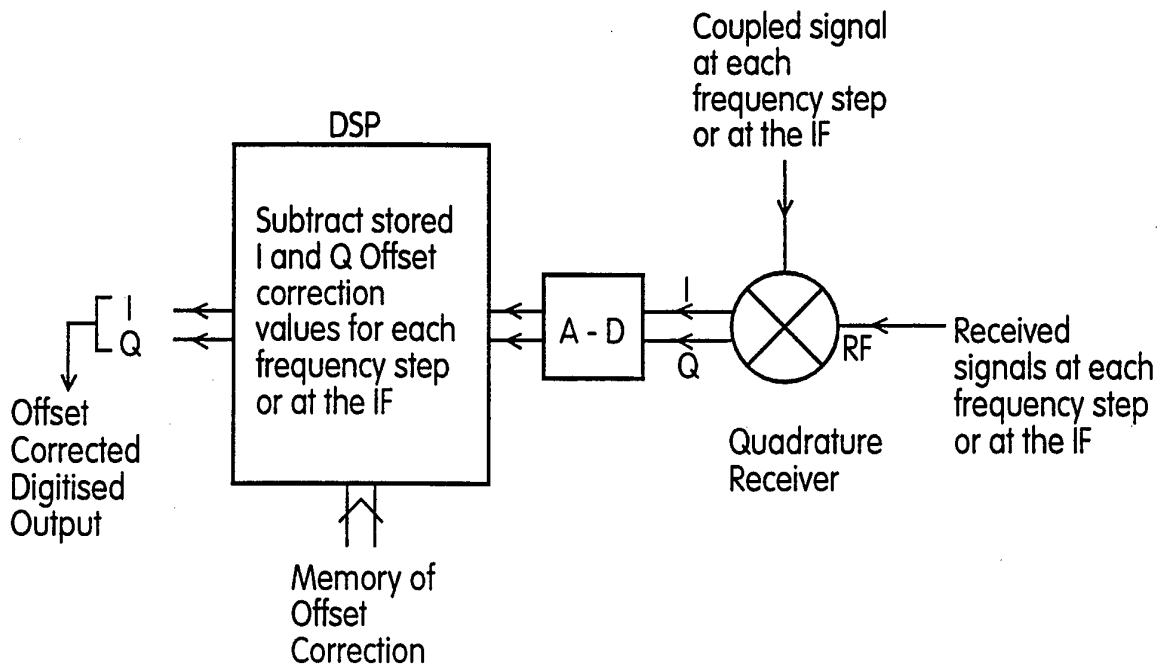 Coupled signal
at each
frequency step
or at the IF
DSP
Subtract stored
I and Q Offset
correction
values for each
frequency step
or at the IF
I
Q
A - D
I
Q
RF
Received
signals at each
frequency step
or at the IF
Quadrature
Receiver
Offset
Corrected
Digitised
Output
Memory of
Offset
Correction